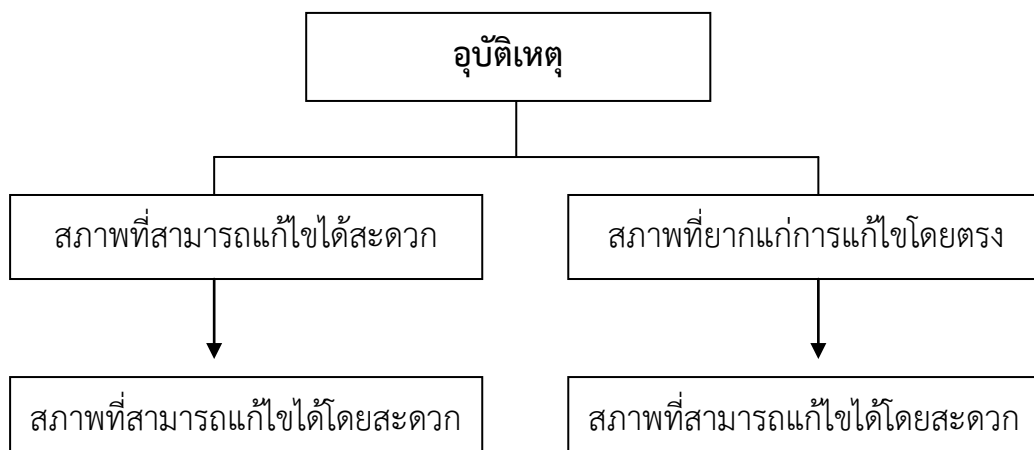 อุบัติเหตุ
สภาพที่สามารถแก้ไขได้สะดวก
สภาพที่ยากแก่การแก้ไขโดยตรง
สภาพที่สามารถแก้ไขได้โดยสะดวก
สภาพที่สามารถแก้ไขได้โดยสะดวก